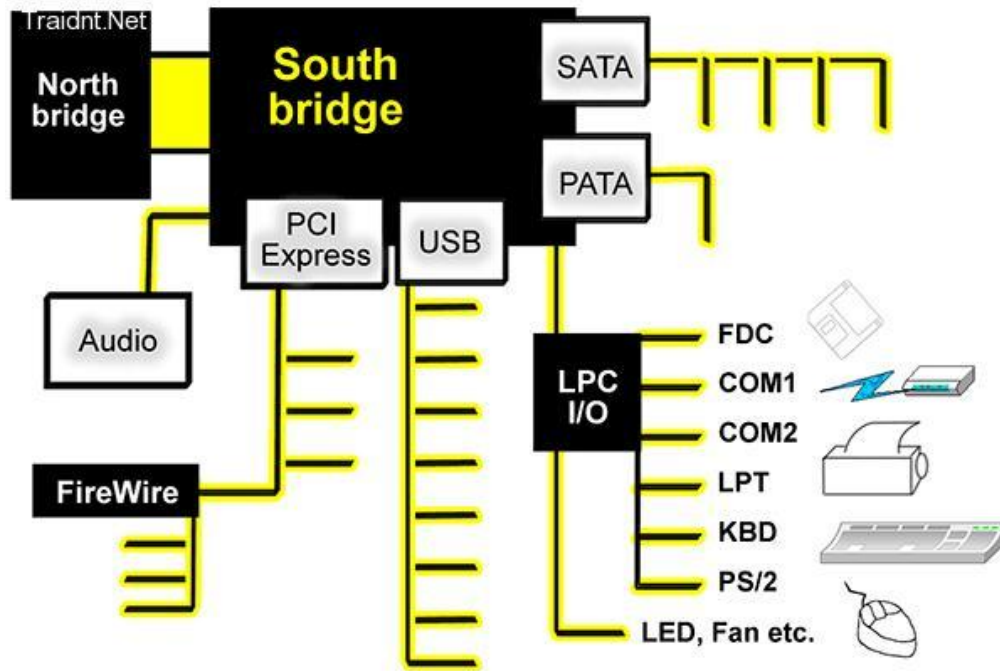 Traidnt.Net
North
bridge
South
bridge
SATA
PATA
PCI
Express
USB
Audio
FireWire
LPC
I/O
FDC
COM1
COM2
LPT
KBD
PS/2
LED, Fan etc.